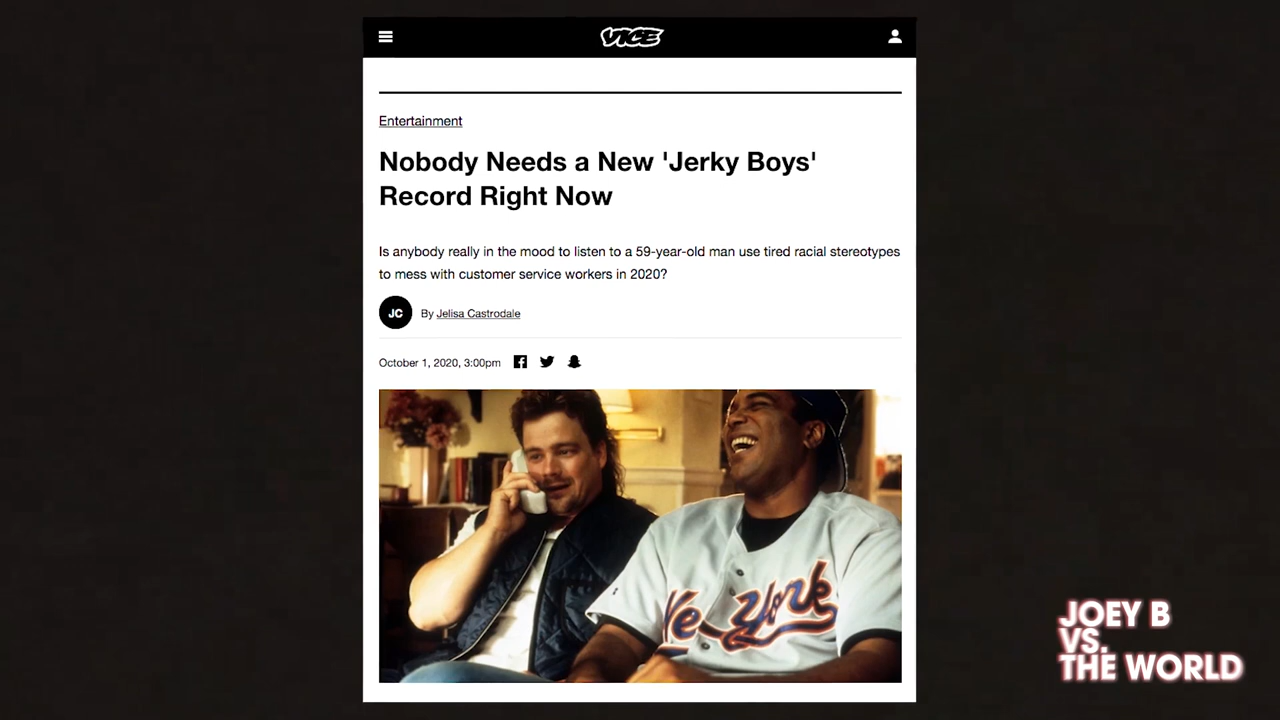 VICE
Entertainment
Nobody Needs a New 'Jerky Boys'
Record Right Now
Is anybody really in the mood to listen to a 59-year-old man use tired racial stereotypes
to mess with customer service workers in 2020?
JC
By Jelisa Castrodale
October 1, 2020, 3:00pm
New York
JOEY B
VS.
THE WORLD